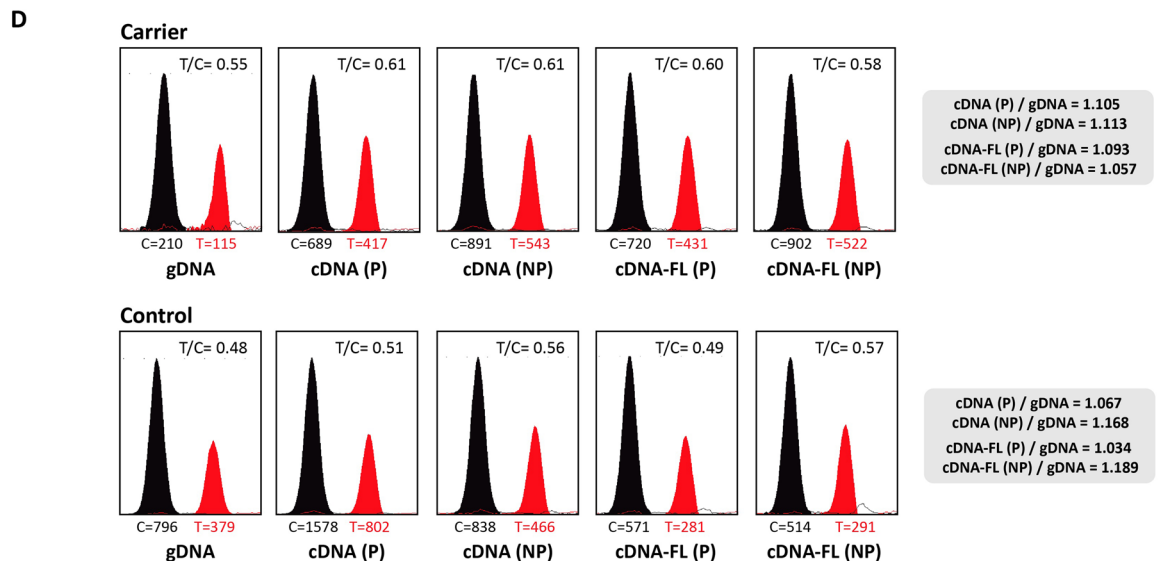 D
Carrier
T/C= 0.55
T/C= 0.61
T/C= 0.61
T/C= 0.60
T/C= 0.58
C=210 T=115
C=689 T=417
C=891 T=543
C=720 T=431
C=902 T=522
gDNA
cDNA (P)
cDNA (NP)
cDNA-FL (P)
cDNA-FL (NP)
cDNA (P) / gDNA = 1.105
cDNA (NP) / gDNA = 1.113
cDNA-FL (P) / gDNA = 1.093
cDNA-FL (NP) / gDNA = 1.057
Control
T/C= 0.48
T/C= 0.51
T/C= 0.56
T/C= 0.49
T/C= 0.57
C=796 T=379
C=1578 T=802
C=838 T=466
C=571 T=281
C=514 T=291
gDNA
cDNA (P)
cDNA (NP)
cDNA-FL (P)
cDNA-FL (NP)
cDNA (P) / gDNA = 1.067
cDNA (NP) / gDNA = 1.168
cDNA-FL (P) / gDNA = 1.034
cDNA-FL (NP) / gDNA = 1.189